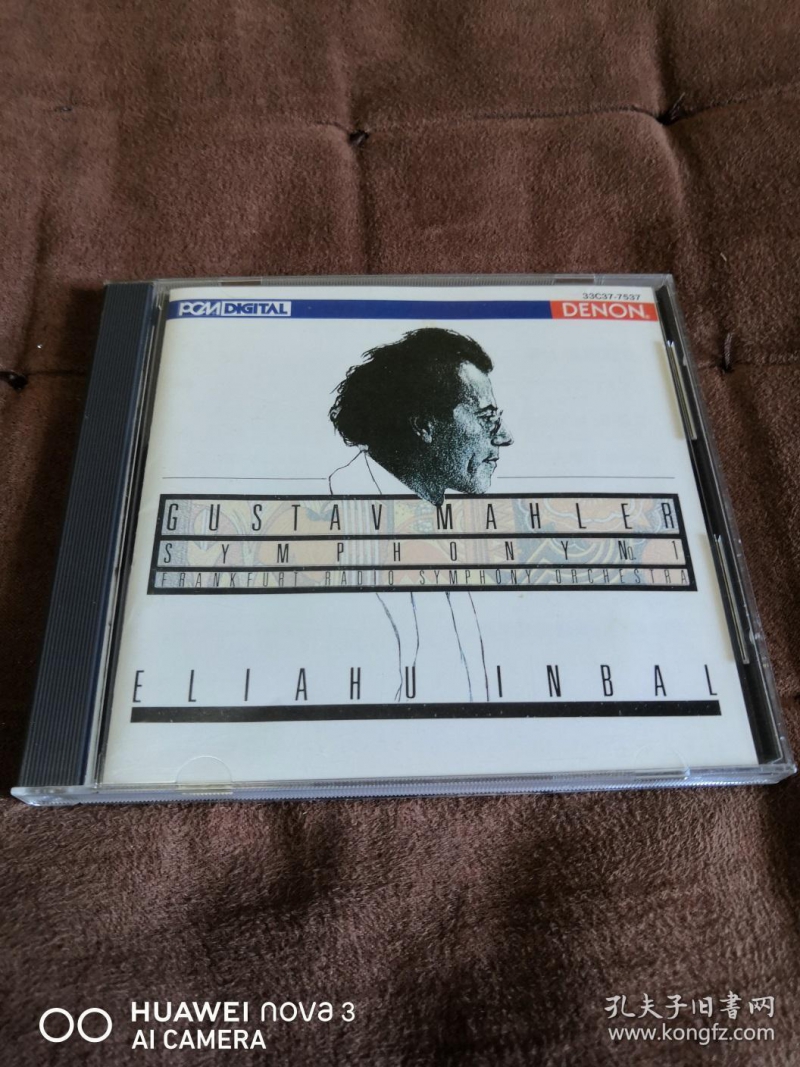 33C37-7537
PCM DIGITAL
DENON
GUSTAV MAHLER
SYMPHONY No.1
FRANKFURT RADIO SYMPHONY ORCHESTRA
ELIAHU INBAL
HUAWEI nova 3
AI CAMERA
孔夫子旧书网
www.kongfz.com